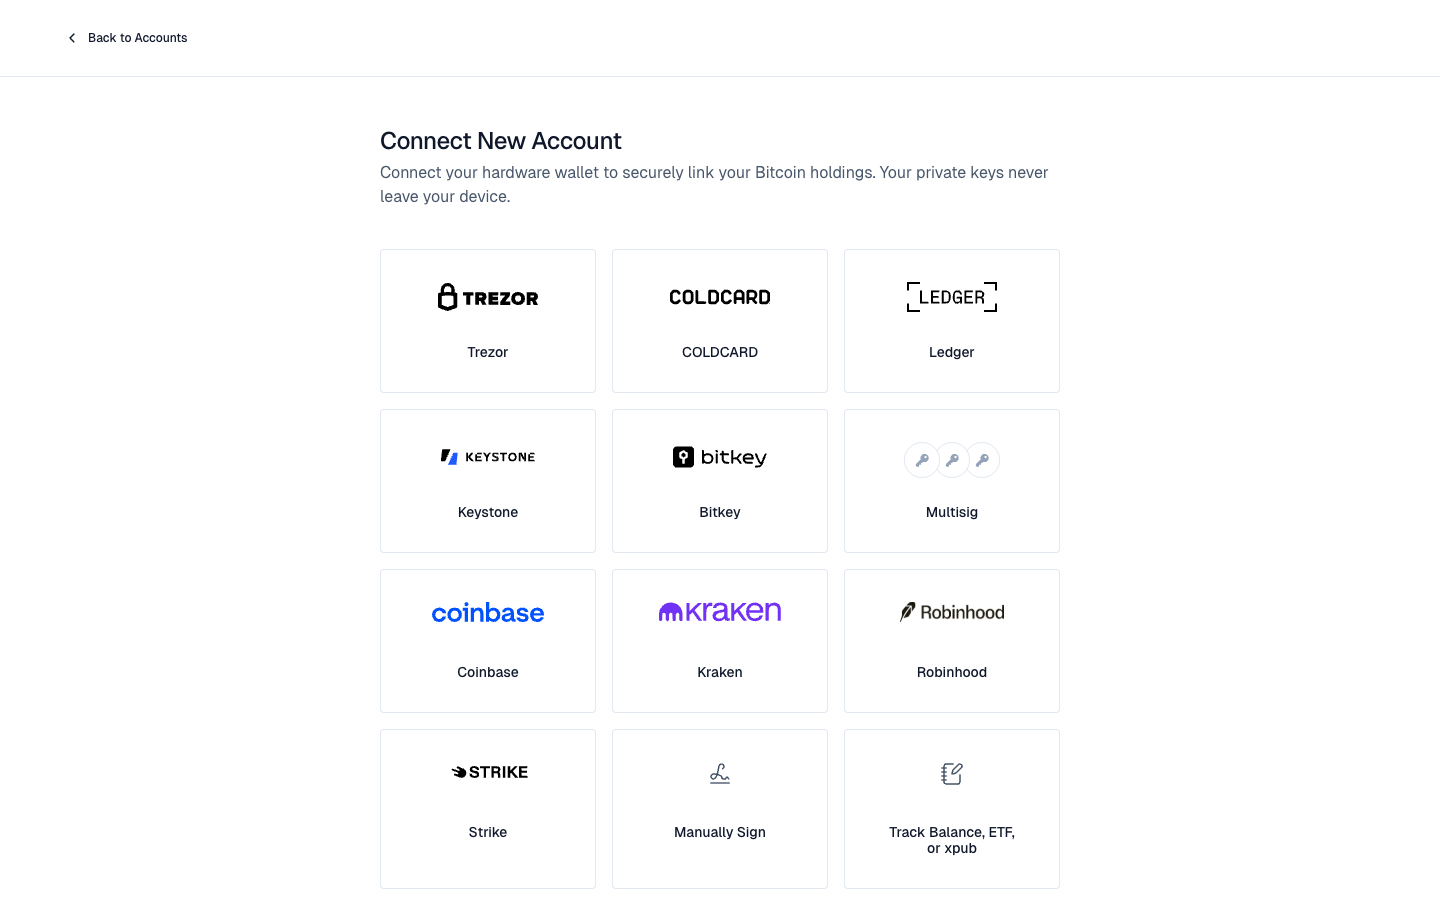 Back to Accounts
Connect New Account
Connect your hardware wallet to securely link your Bitcoin holdings. Your private keys never
leave your device.
TREZOR
Trezor
COLDCARD
COLDCARD
LEDGER
Ledger
KEYSTONE
Keystone
bitkey
Bitkey
Multisig
coinbase
Coinbase
kraken
Kraken
Robinhood
Robinhood
STRIKE
Strike
Manually Sign
Track Balance, ETF,
or xpub